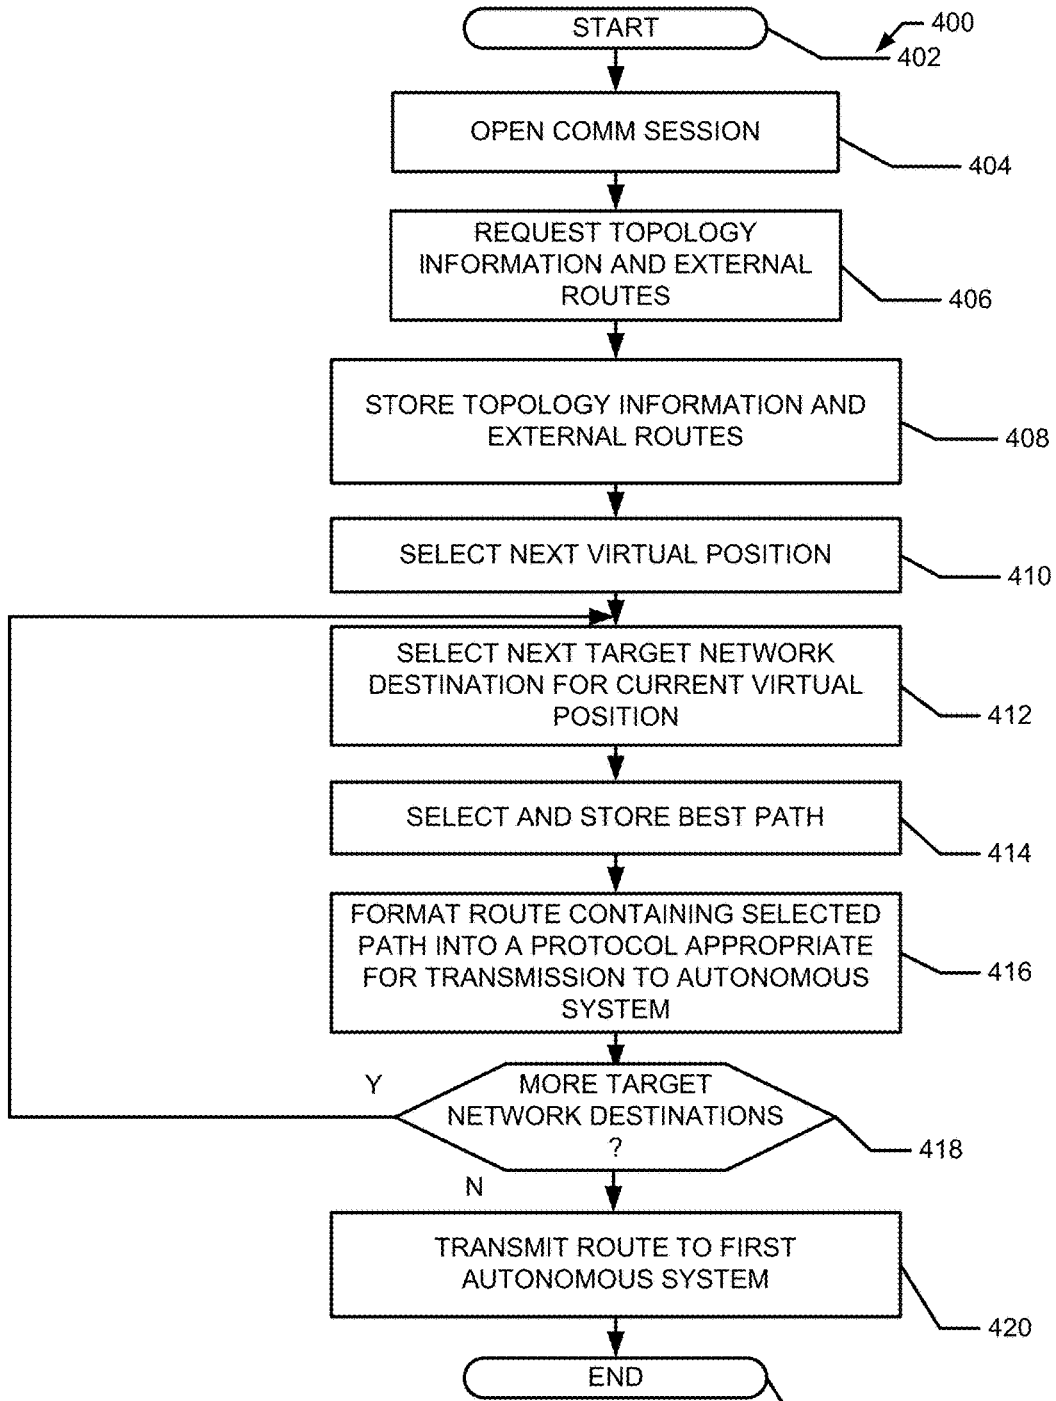 START
400
402
OPEN COMM SESSION
404
REQUEST TOPOLOGY
INFORMATION AND EXTERNAL
ROUTES
406
STORE TOPOLOGY INFORMATION AND
EXTERNAL ROUTES
408
SELECT NEXT VIRTUAL POSITION
410
SELECT NEXT TARGET NETWORK
DESTINATION FOR CURRENT VIRTUAL
POSITION
412
SELECT AND STORE BEST PATH
414
FORMAT ROUTE CONTAINING SELECTED
PATH INTO A PROTOCOL APPROPRIATE
FOR TRANSMISSION TO AUTONOMOUS
SYSTEM
416
Y
MORE TARGET
NETWORK DESTINATIONS
?
418
N
TRANSMIT ROUTE TO FIRST
AUTONOMOUS SYSTEM
420
END